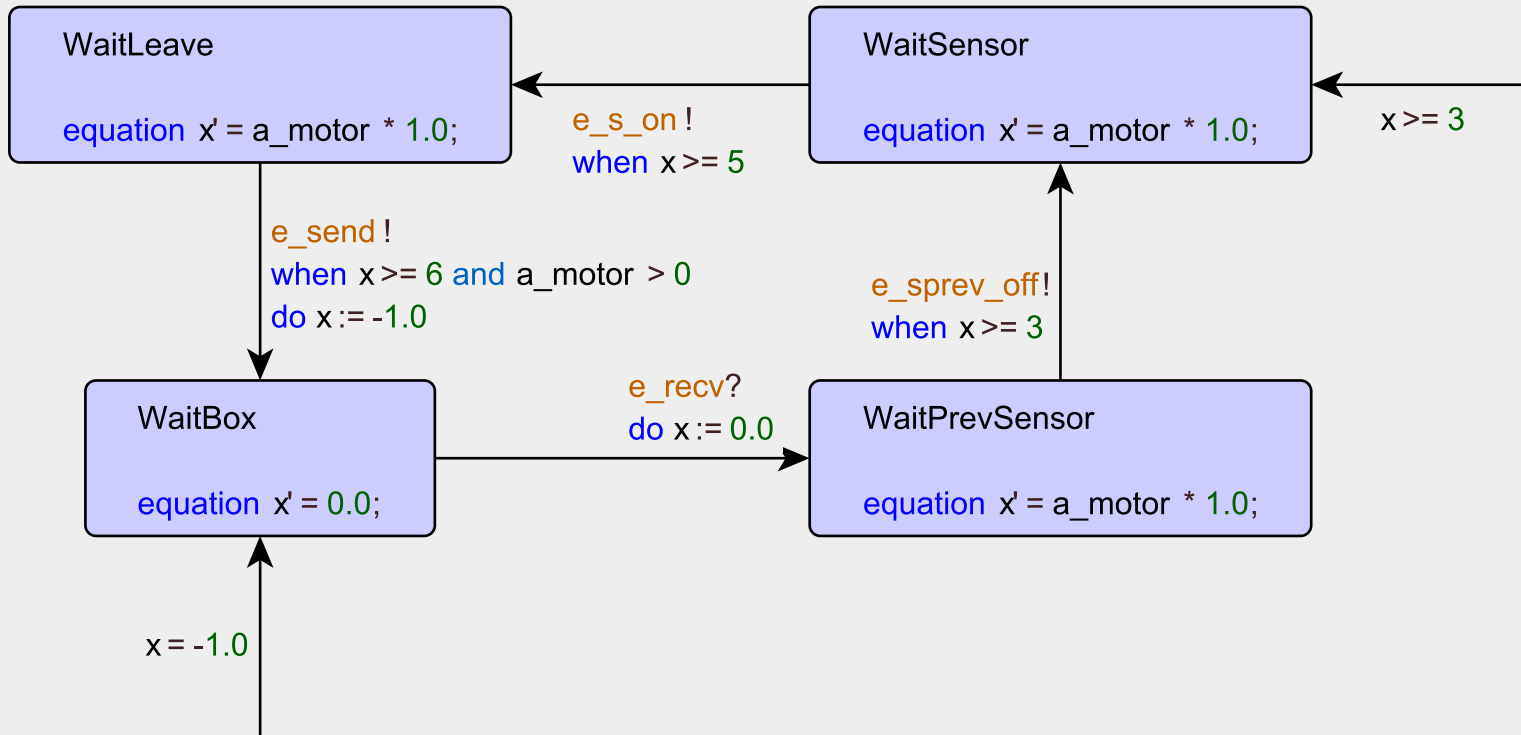 WaitLeave
equation x' = a_motor * 1.0;
WaitSensor
equation x' = a_motor * 1.0;
e_s_on !
when x >= 5
x >= 3
e_send !
when x >= 6 and a_motor > 0
do x := -1.0
e_sprev_off!
when x >= 3
WaitBox
equation x' = 0.0;
e_recv?
do x := 0.0
WaitPrevSensor
equation x' = a_motor * 1.0;
x = -1.0